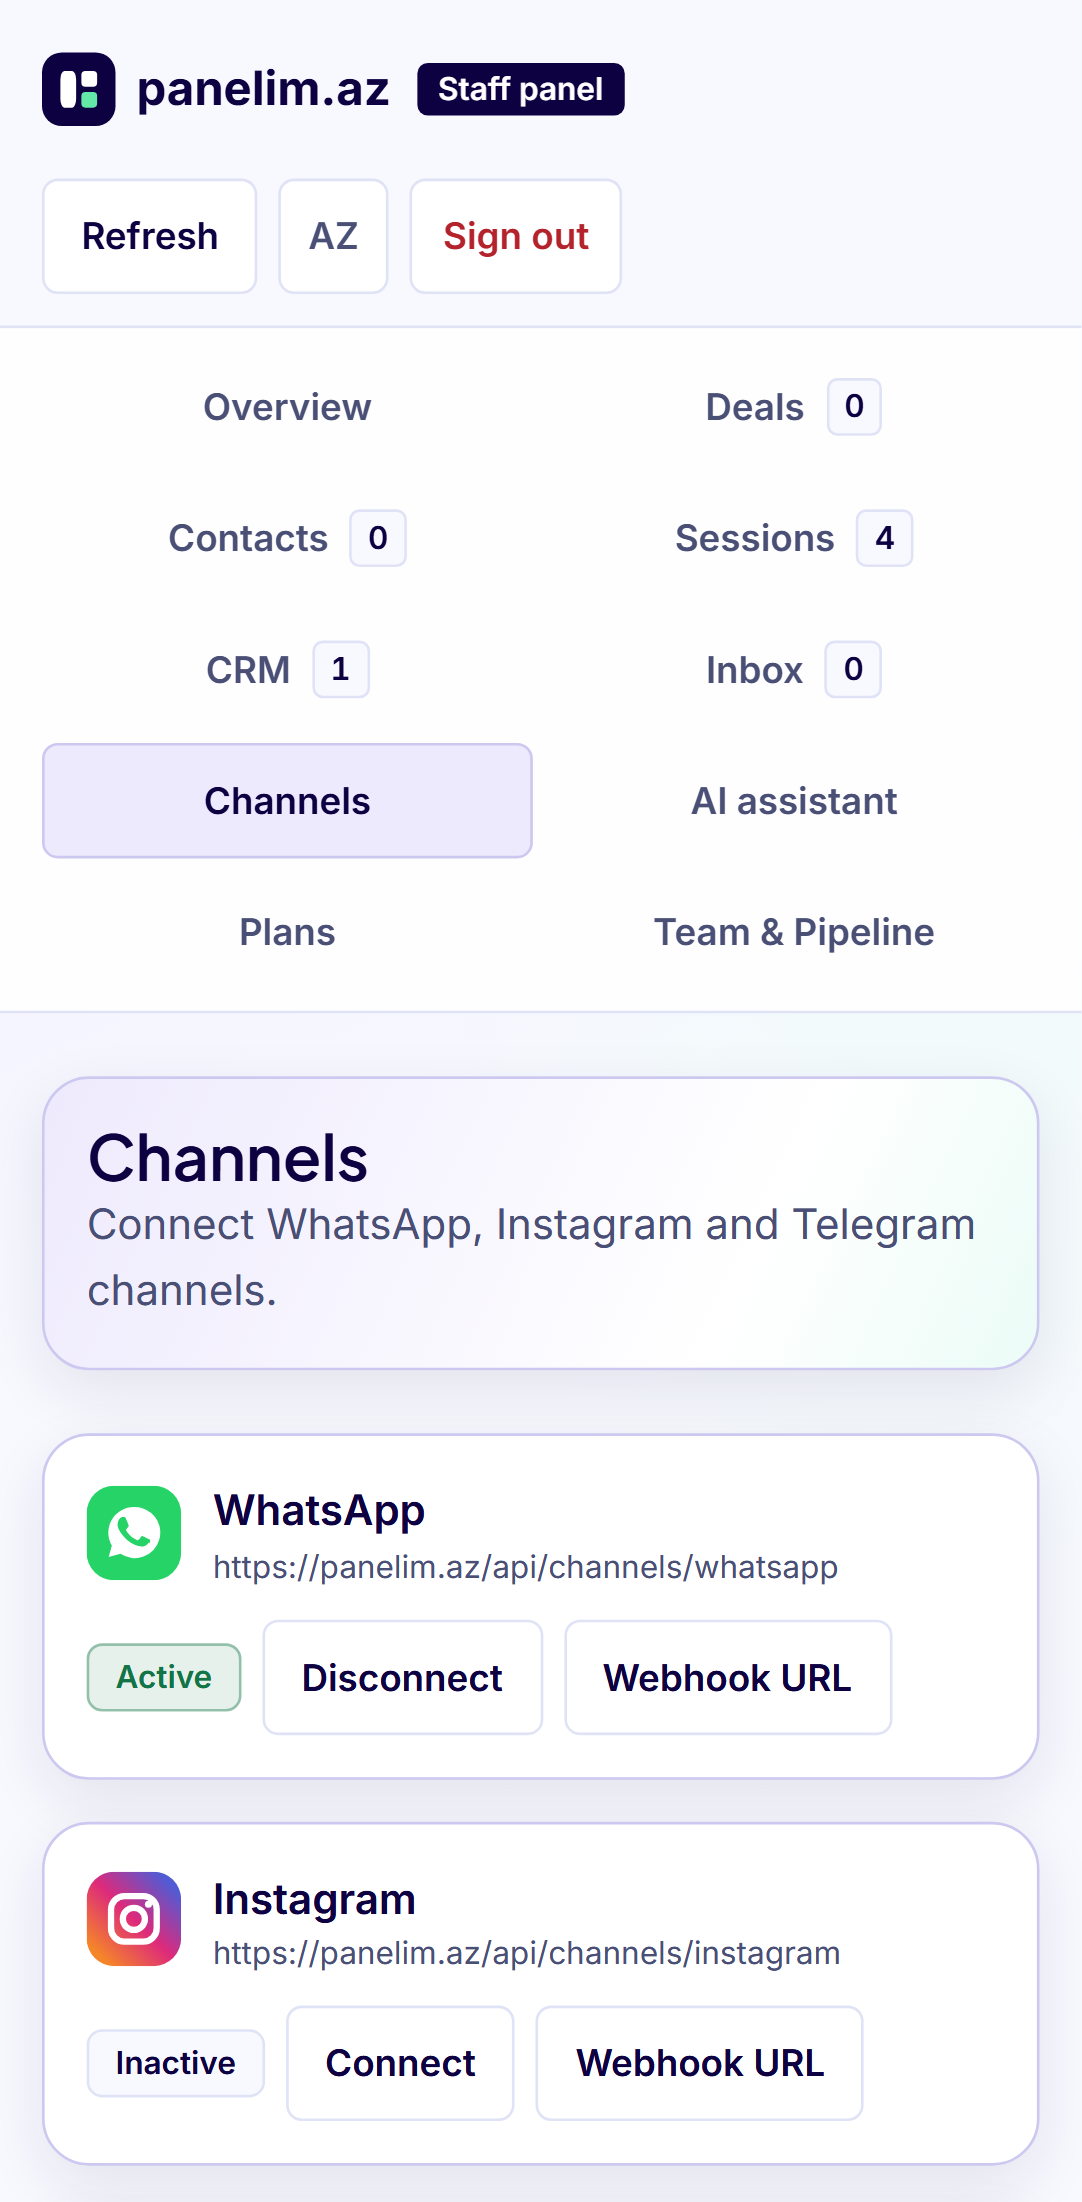 panelim.az Staff panel
Refresh AZ Sign out
Overview Deals 0
Contacts 0 Sessions 4
CRM 1 Inbox 0
Channels AI assistant
Plans Team & Pipeline
Channels
Connect WhatsApp, Instagram and Telegram
channels.
WhatsApp
https://panelim.az/api/channels/whatsapp
Active Disconnect Webhook URL
Instagram
https://panelim.az/api/channels/instagram
Inactive Connect Webhook URL